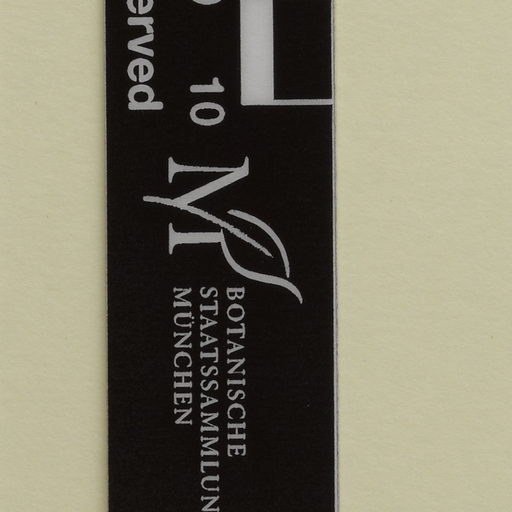 10
erved
BOTANISCHE
STAATSSAMMLUN
MÜNCHEN